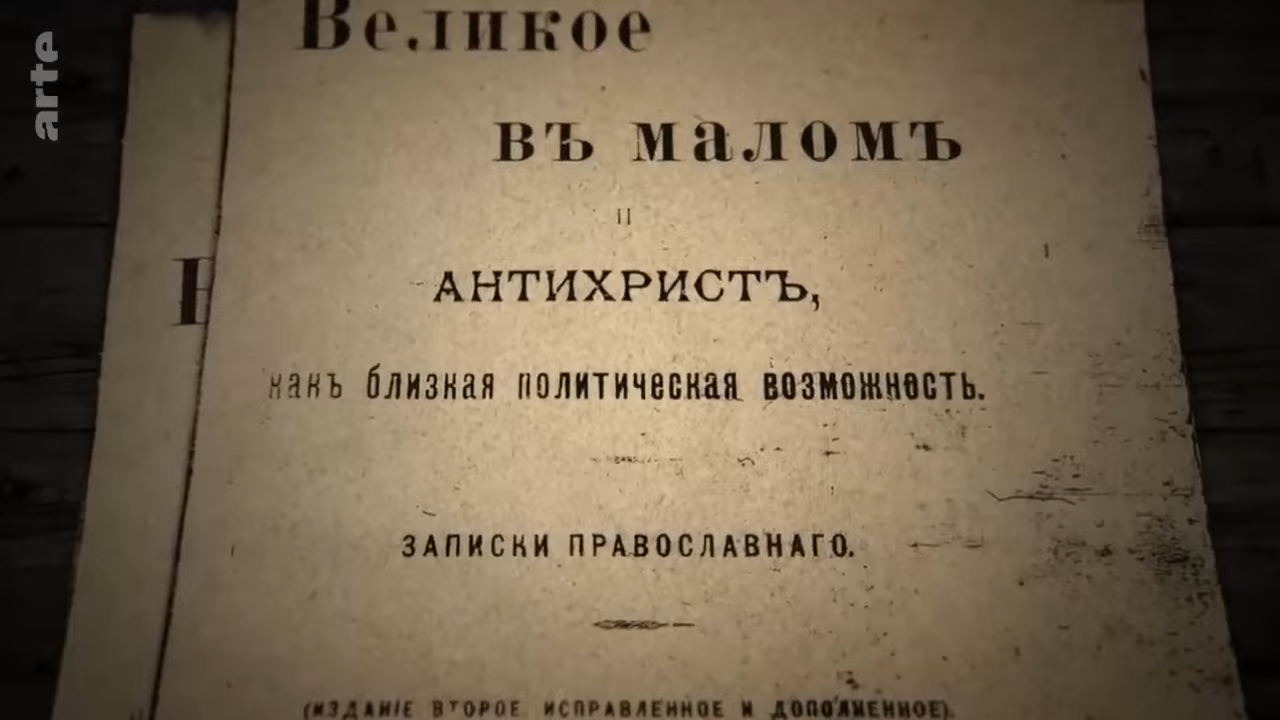 arte
Великое
въ маломъ
и
АНТИХРИСТЪ,
какъ близкая политическая возможность.
ЗАПИСКИ ПРАВОСЛАВНАГО.
(ИЗДАНІЕ ВТОРОЕ, ИСПРАВЛЕННОЕ И ДОПОЛНЕННОЕ).